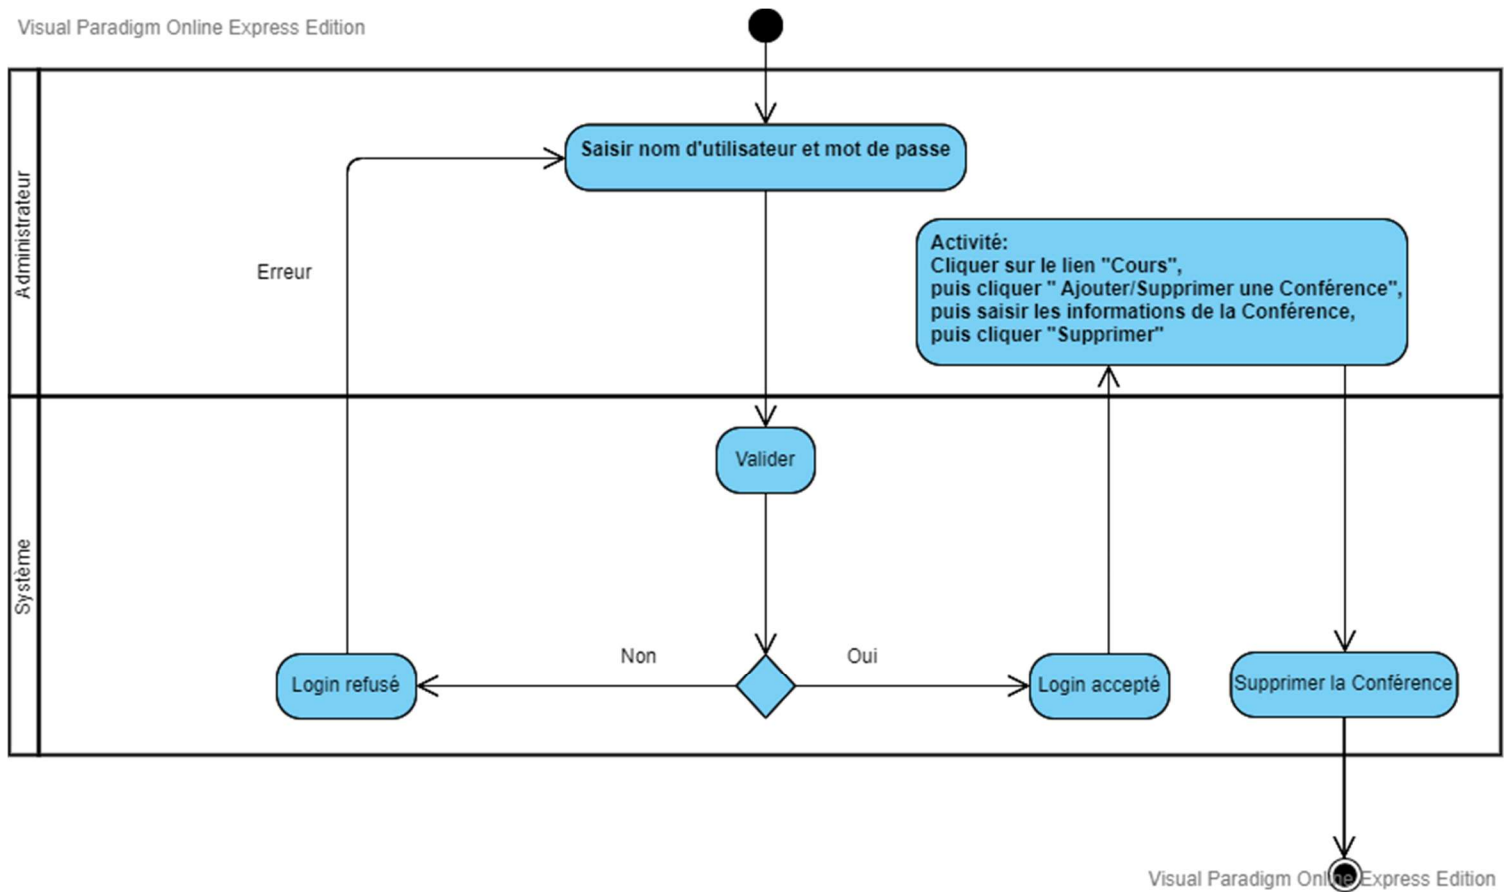 Visual Paradigm Online Express Edition
Administrateur
Saisir nom d'utilisateur et mot de passe
Erreur
Activité:
Cliquer sur le lien "Cours",
puis cliquer " Ajouter/Supprimer une Conférence",
puis saisir les informations de la Conférence,
puis cliquer "Supprimer"
Système
Valider
Non
Oui
Login refusé
Login accepté
Supprimer la Conférence
Visual Paradigm Online Express Edition